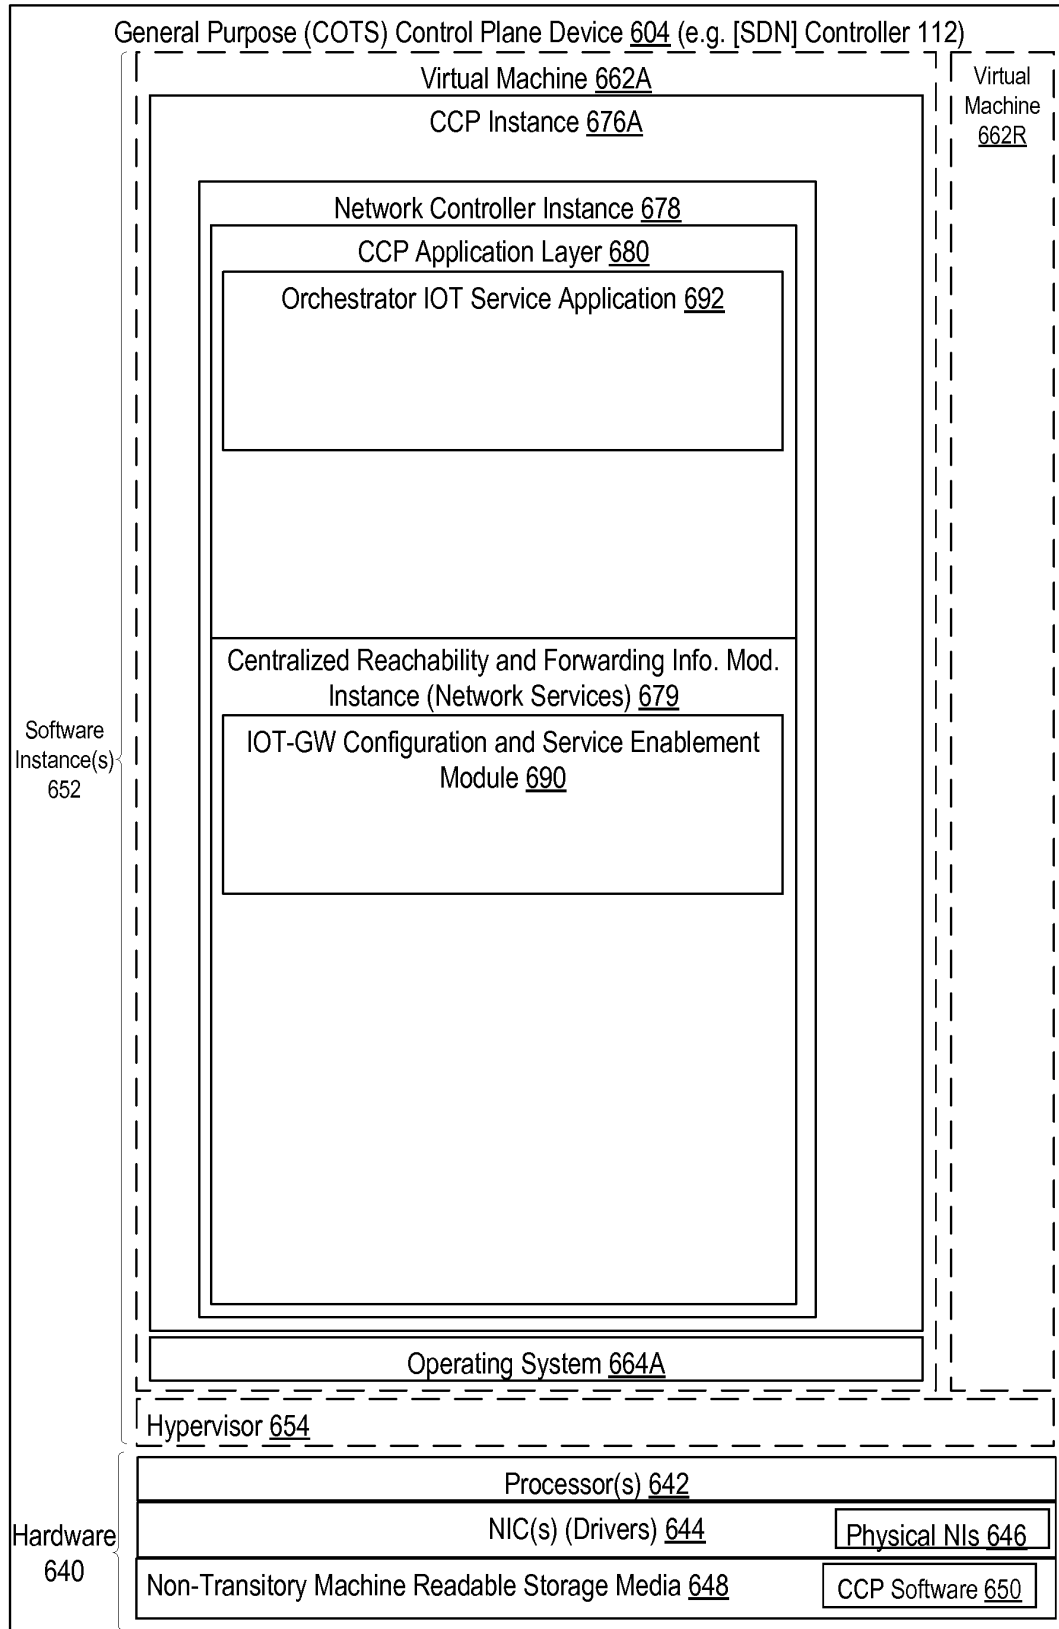 General Purpose (COTS) Control Plane Device 604 (e.g. [SDN] Controller 112)
Virtual Machine 662A
Virtual
Machine
662R
CCP Instance 676A
Network Controller Instance 678
CCP Application Layer 680
Orchestrator IOT Service Application 692
Centralized Reachability and Forwarding Info. Mod.
Instance (Network Services) 679
IOT-GW Configuration and Service Enablement
Module 690
Software
Instance(s)
652
Operating System 664A
Hypervisor 654
Hardware
640
Processor(s) 642
NIC(s) (Drivers) 644
Physical NIs 646
Non-Transitory Machine Readable Storage Media 648
CCP Software 650